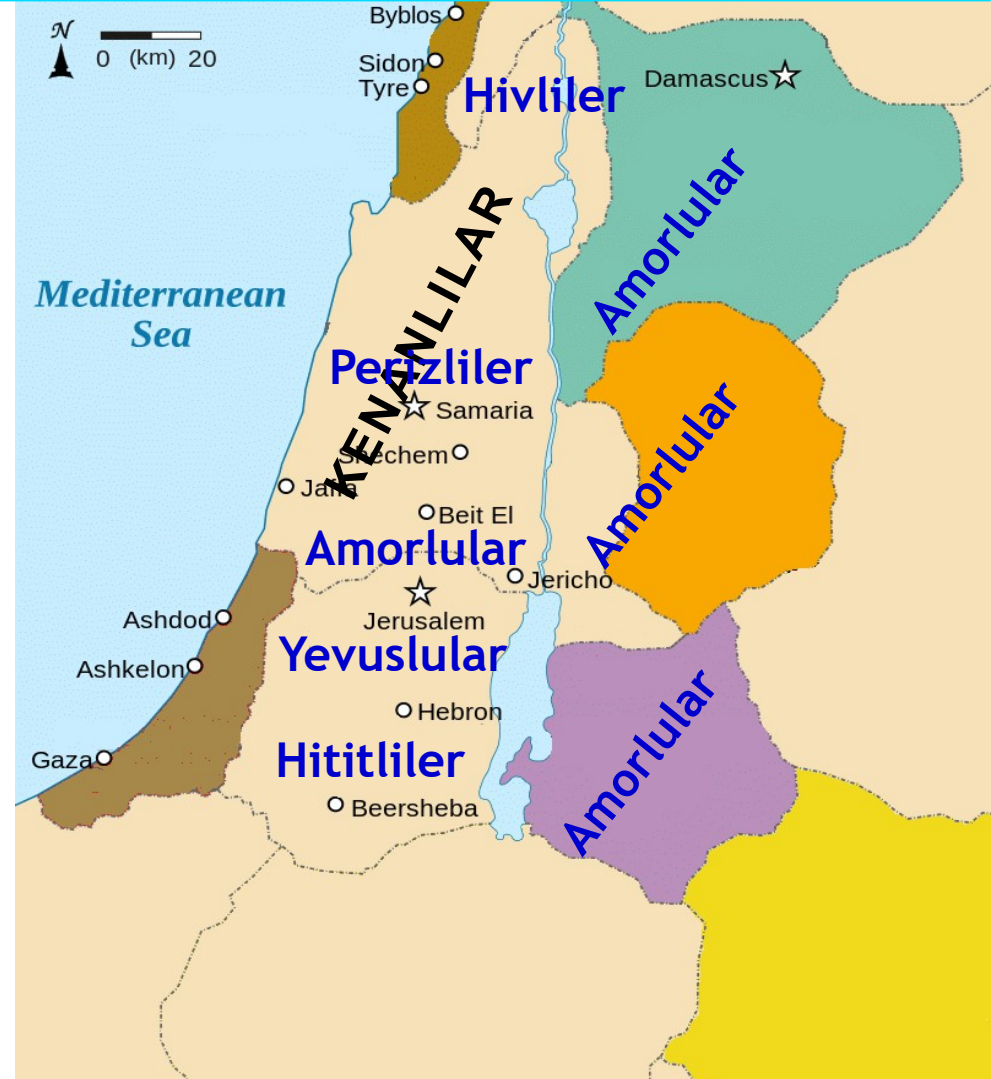 Byblos
N
0 (km) 20
Sidon
Tyre
Hivliler
Damascus
Amorlular
KENANLILAR
Mediterranean
Sea
Perizliler
Samaria
Shechem
Jaffa
Amorlular
Beit El
Amorlular
Jericho
Jerusalem
Ashdod
Yevuslular
Ashkelon
Hebron
Amorlular
Gaza
Hititliler
Beersheba